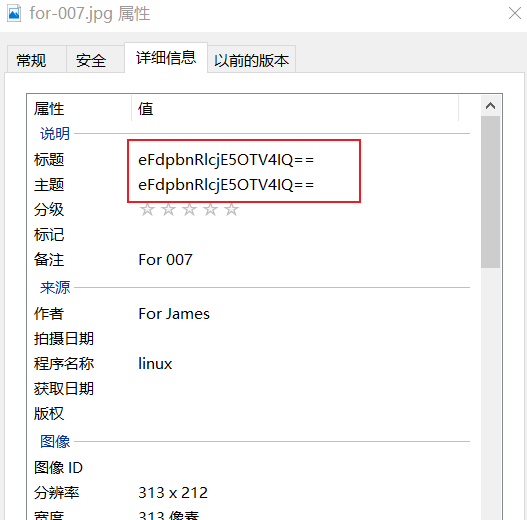 for-007.jpg 属性
常规 安全 详细信息 以前的版本
属性 值
说明
标题 eFdpbnRlcjE5OTV4IQ==
主题 eFdpbnRlcjE5OTV4IQ==
分级
标记
备注 For 007
来源
作者 For James
拍摄日期
程序名称 linux
获取日期
版权
图像
图像 ID
分辨率 313 x 212
宽度 313 像素